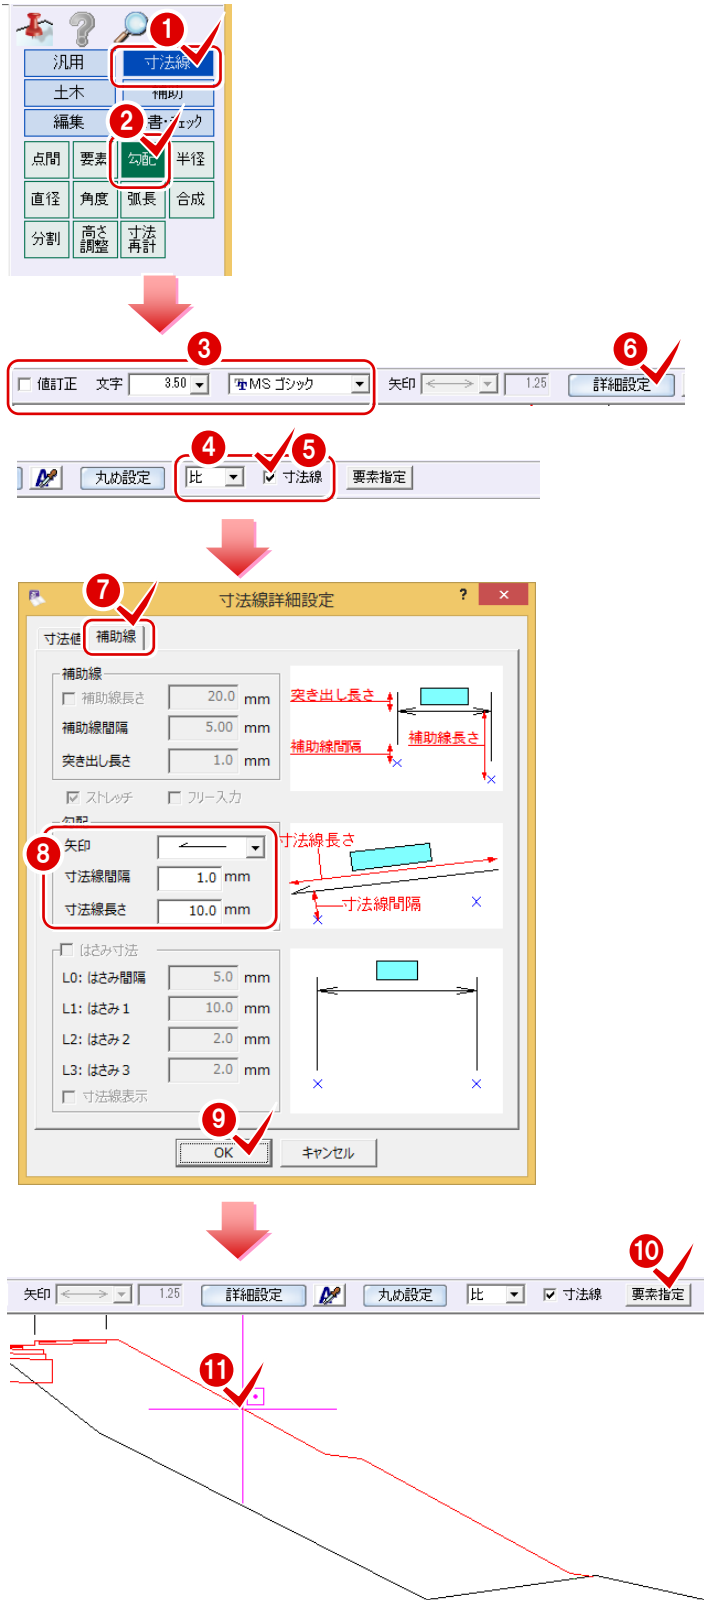 1
汎用 寸法線
土木 補助
編集 2 書・チェック
点間 要素 勾配 半径
直径 角度 弧長 合成
分割 高さ調整 寸法再計
3
6
値訂正 文字 3.50 MS ゴシック 矢印 1.25 詳細設定
4 5
丸め設定 比 寸法線 要素指定
7
寸法線詳細設定 ? ×
寸法値 補助線
補助線
補助線長さ 20.0 mm
補助線間隔 5.00 mm
突き出し長さ 1.0 mm
突き出し長さ
補助線間隔 補助線長さ
ストレッチ フリー入力
勾配
8
矢印
寸法線間隔 1.0 mm
寸法線長さ 10.0 mm
寸法線長さ
寸法線間隔
はさみ寸法
L0: はさみ間隔 5.0 mm
L1: はさみ 1 10.0 mm
L2: はさみ 2 2.0 mm
L3: はさみ 3 2.0 mm
寸法線表示
9
OK キャンセル
10
矢印 1.25 詳細設定 丸め設定 比 寸法線 要素指定
11